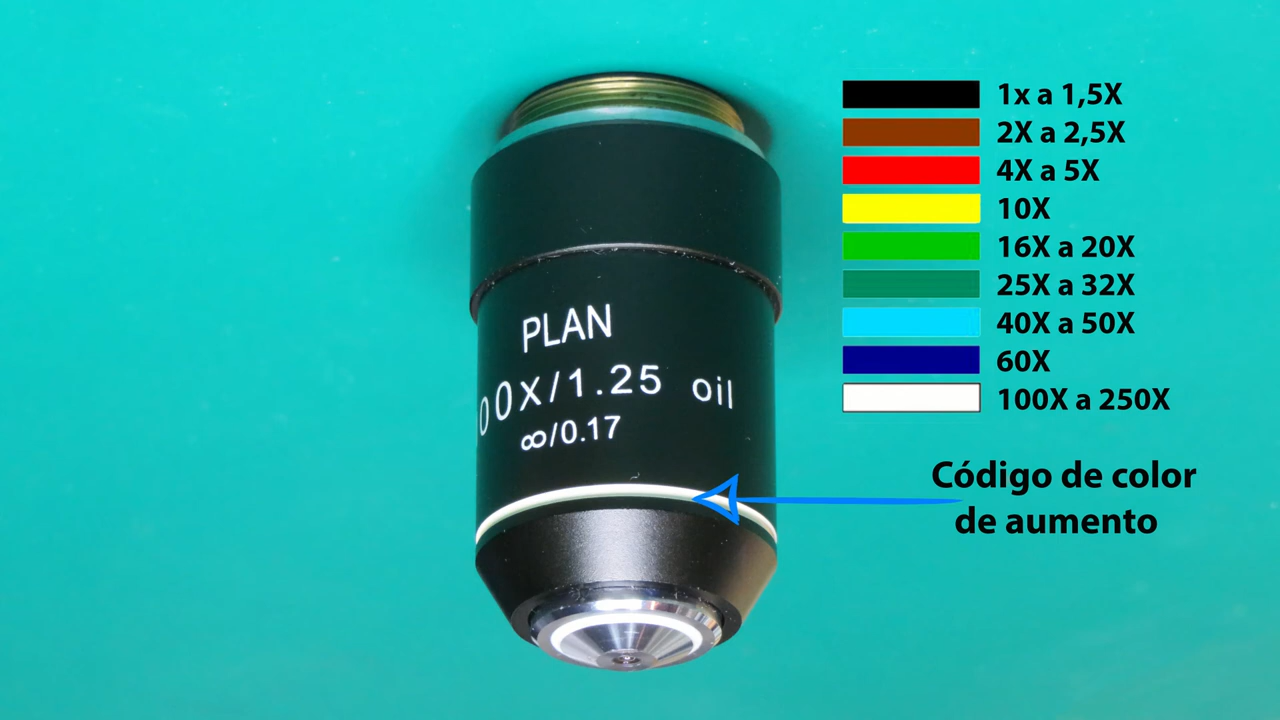 PLAN
00X/1.25 oil
∞/0.17
1x a 1,5X
2X a 2,5X
4X a 5X
10X
16X a 20X
25X a 32X
40X a 50X
60X
100X a 250X
Código de color
de aumento